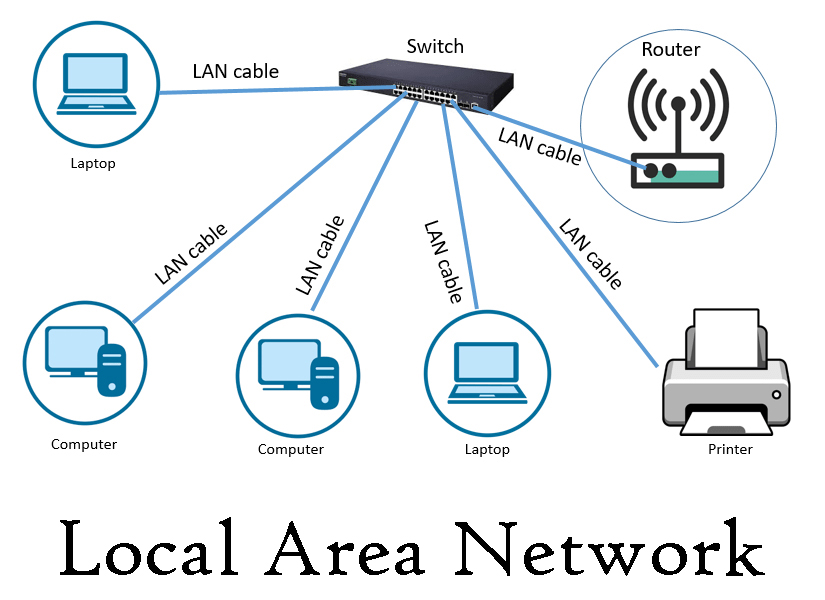 Switch
Router
LAN cable
LAN cable
Laptop
LAN cable
LAN cable
LAN cable
LAN cable
Computer
Computer
Laptop
Printer
Local Area Network